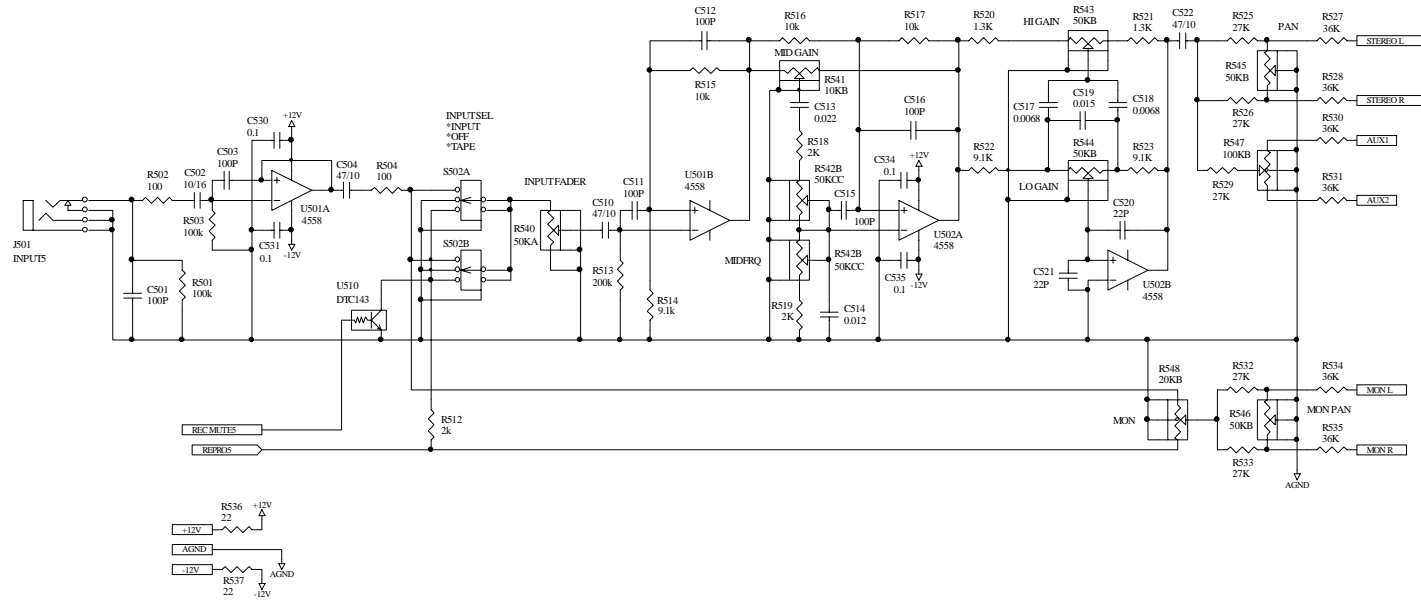 C512
100P
R516
10k
R517
10k
R520
1.3K
HI GAIN
R543
50KB
R521
1.3K
C522
47/10
R525
27K
PAN
R527
36K
STEREO L
MID GAIN
R515
10k
R541
10KB
R545
50KB
R528
36K
STEREO R
C530
0.1
+12V
INPUTSEL
*INPUT
*OFF
*TAPE
C513
0.022
C516
100P
C517
0.0068
C519
0.015
C518
0.0068
R526
27K
R530
36K
AUX1
R518
2K
R522
9.1K
R544
50KB
R523
9.1K
R547
100KB
C503
100P
C504
47/10
R504
100
S502A
R542B
50KCC
C534
0.1
+12V
R502
100
C502
10/16
INPUT FADER
C511
100P
U501B
4558
C515
100P
LO GAIN
R529
27K
R531
36K
AUX2
R503
100k
U501A
4558
R540
50KA
C510
47/10
U502A
4558
C520
22P
J501
INPUT5
C531
0.1
-12V
S502B
MIDFRQ
R542B
50KCC
C501
100P
R501
100k
U510
DTC143
R513
200k
R514
9.1k
R519
2K
C514
0.012
C535
0.1
-12V
C521
22P
U502B
4558
R548
20KB
R532
27K
R534
36K
MON L
REC MUTE5
R512
2k
MON
R546
50KB
MON PAN
R535
36K
REPRO5
R533
27K
MON R
AGND
R536
22
+12V
+12V
AGND
AGND
-12V
R537
22
-12V